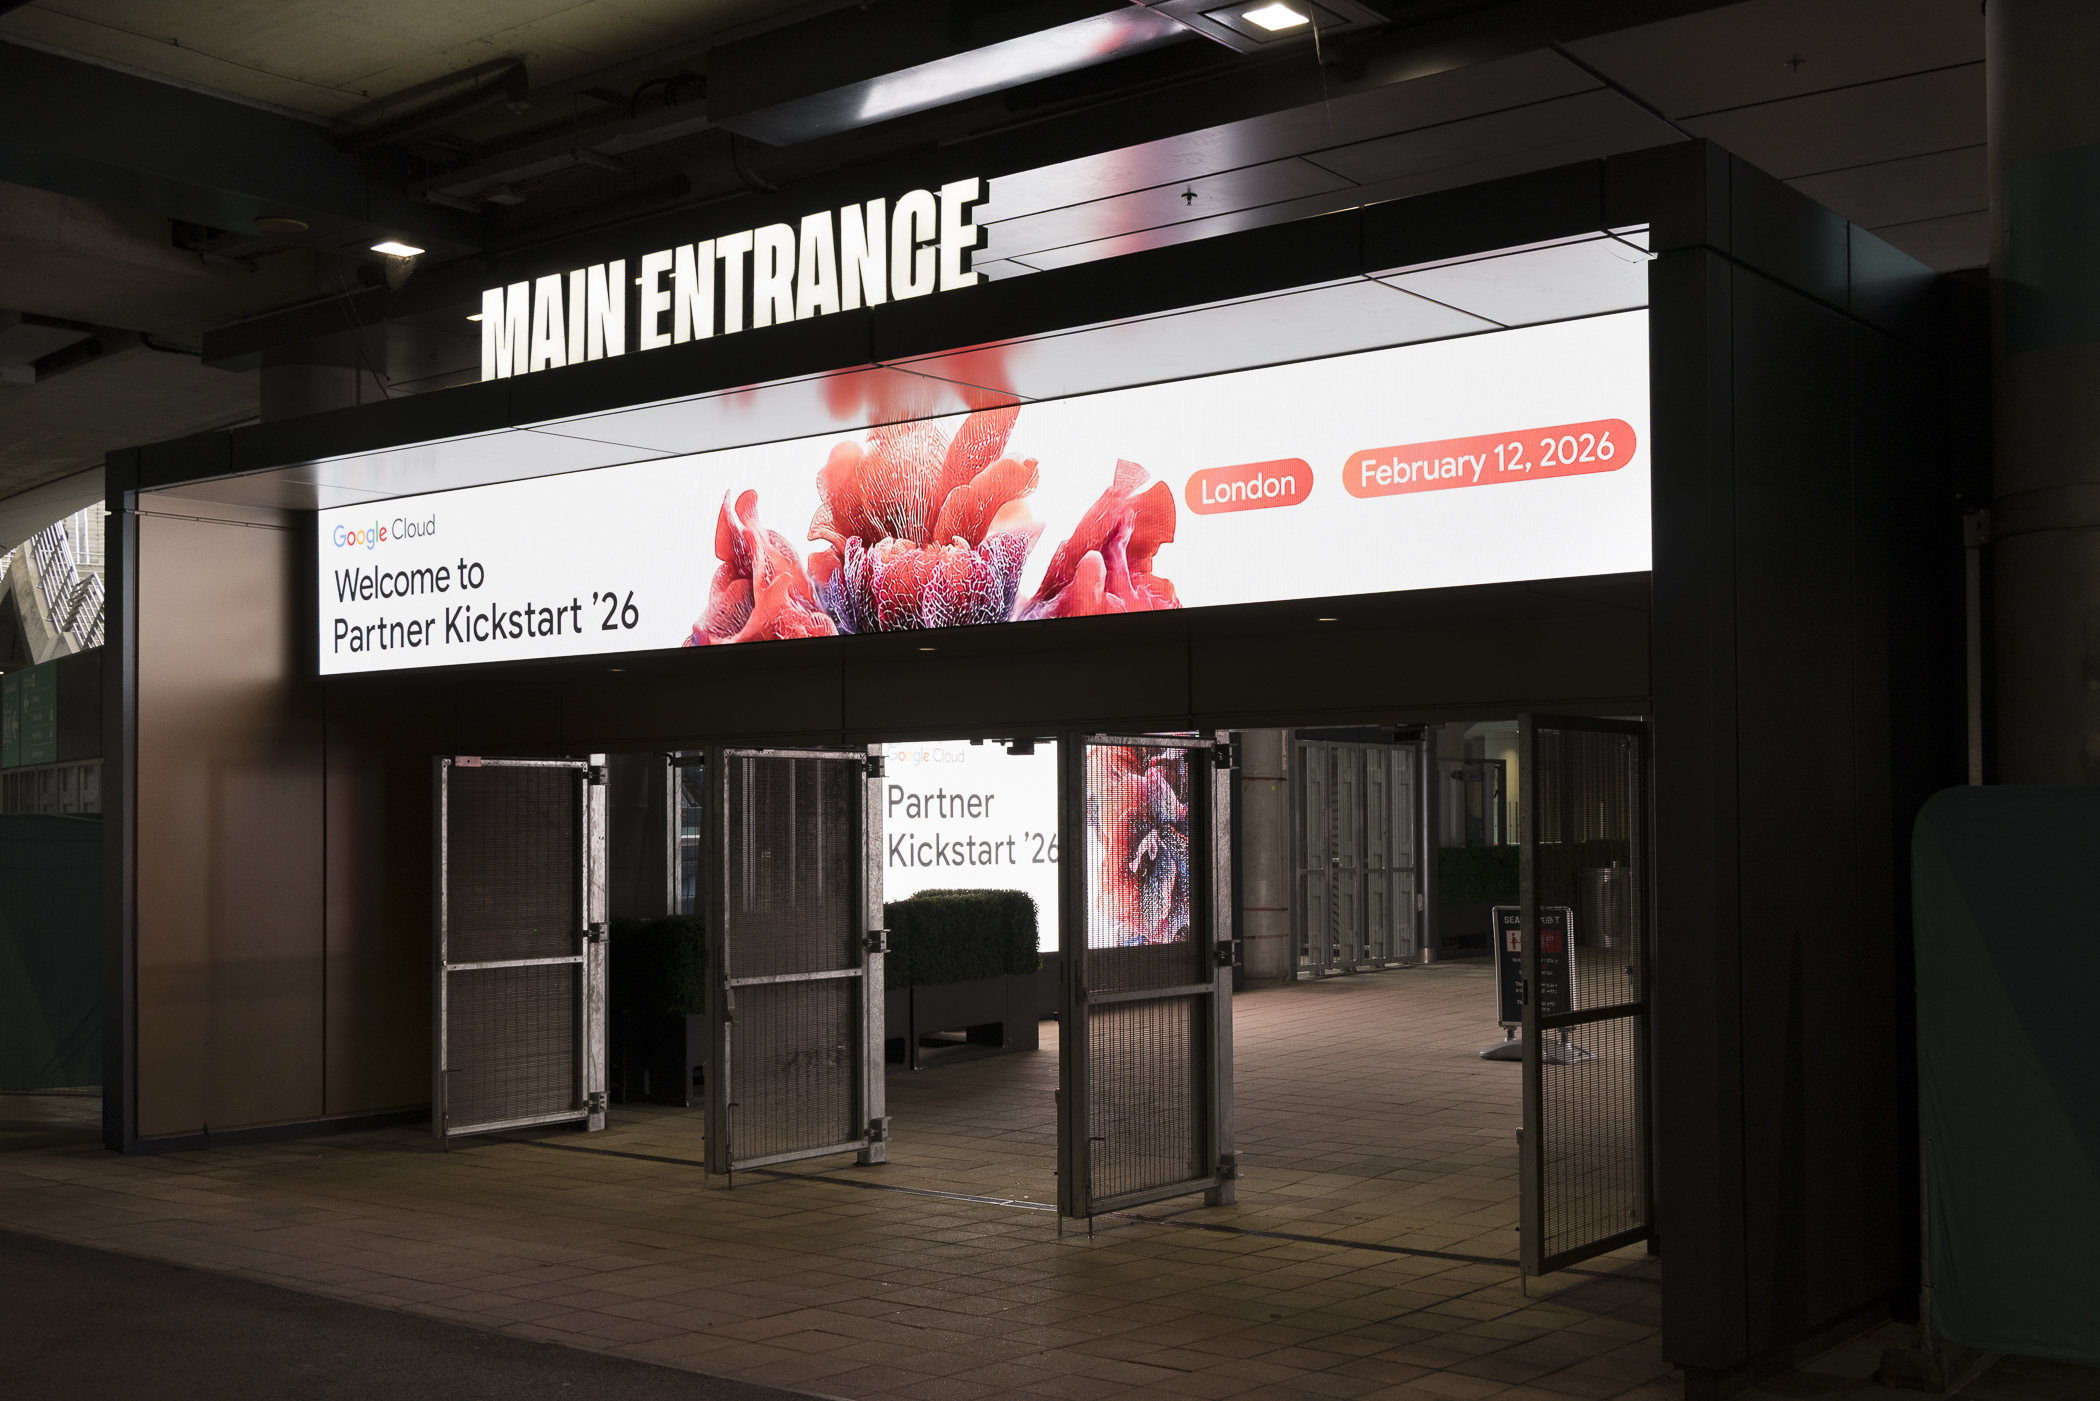 MAIN ENTRANCE
Google Cloud
Welcome to
Partner Kickstart ’26
London
February 12, 2026
Google Cloud
Partner
Kickstart ’26